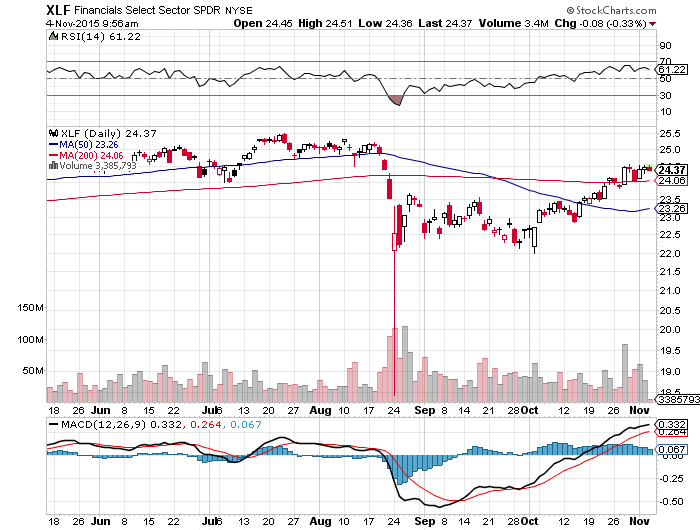 XLF Financials Select Sector SPDR NYSE © StockCharts.com
4-Nov-2015 9:56am Open 24.45 High 24.51 Low 24.36 Last 24.37 Volume 3.4M Chg -0.08 (-0.33%)
RSI(14) 61.22
90
70
61.22
50
30
10
XLF (Daily) 24.37
MA(50) 23.26
MA(200) 24.06
Volume 3,385,793
25.5
25.0
24.37
24.06
23.5
23.26
23.0
22.5
22.0
21.5
21.0
20.5
20.0
19.5
19.0
18.5
3385793
150M
100M
50M
18 26 Jun 8 15 22 Jul 6 13 20 27 Aug 10 17 24 Sep 8 14 21 28 Oct 12 19 26 Nov
MACD(12,26,9) 0.332, 0.264, 0.067
0.332
0.264
0.067
-0.25
-0.50
18 26 Jun 8 15 22 Jul 6 13 20 27 Aug 10 17 24 Sep 8 14 21 28 Oct 12 19 26 Nov